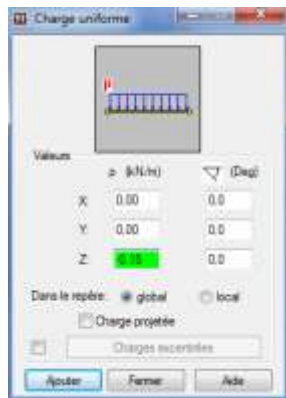 Charge uniforme
P
Valeurs
p (kN/m) (Deg)
X: 0.00 0.0
Y: 0.00 0.0
Z: 0.0
Dans le repère: global local
Charge projetée
Charges excentrées
Ajouter Fermer Aide